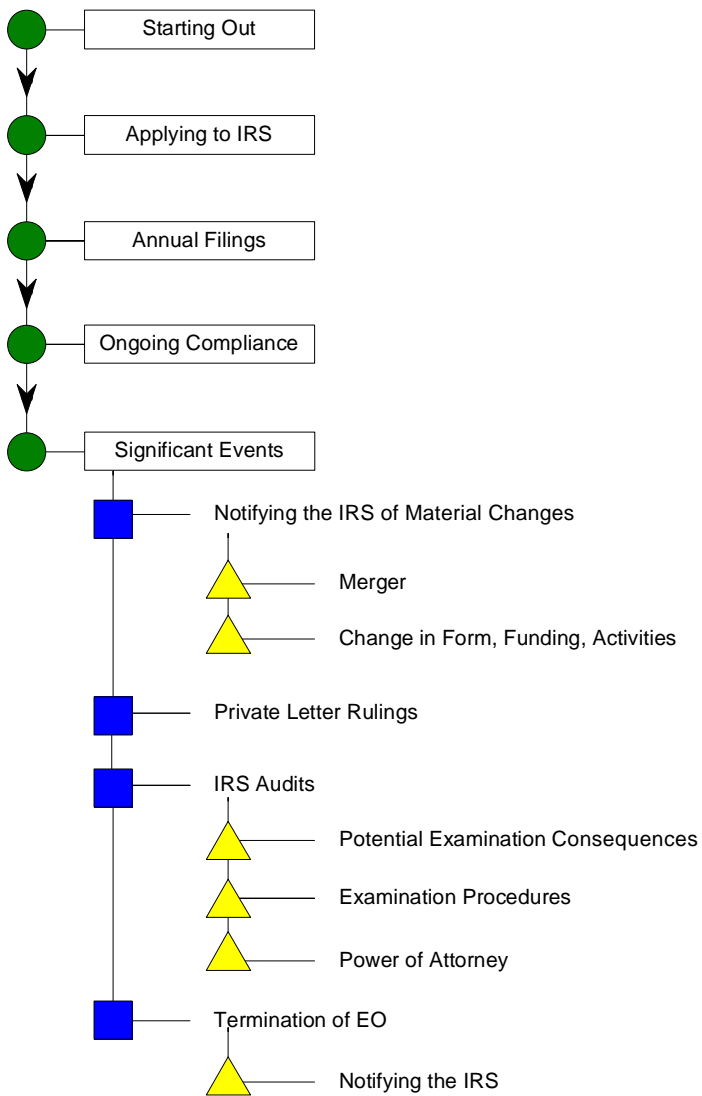 Starting Out
Applying to IRS
Annual Filings
Ongoing Compliance
Significant Events
Notifying the IRS of Material Changes
Merger
Change in Form, Funding, Activities
Private Letter Rulings
IRS Audits
Potential Examination Consequences
Examination Procedures
Power of Attorney
Termination of EO
Notifying the IRS